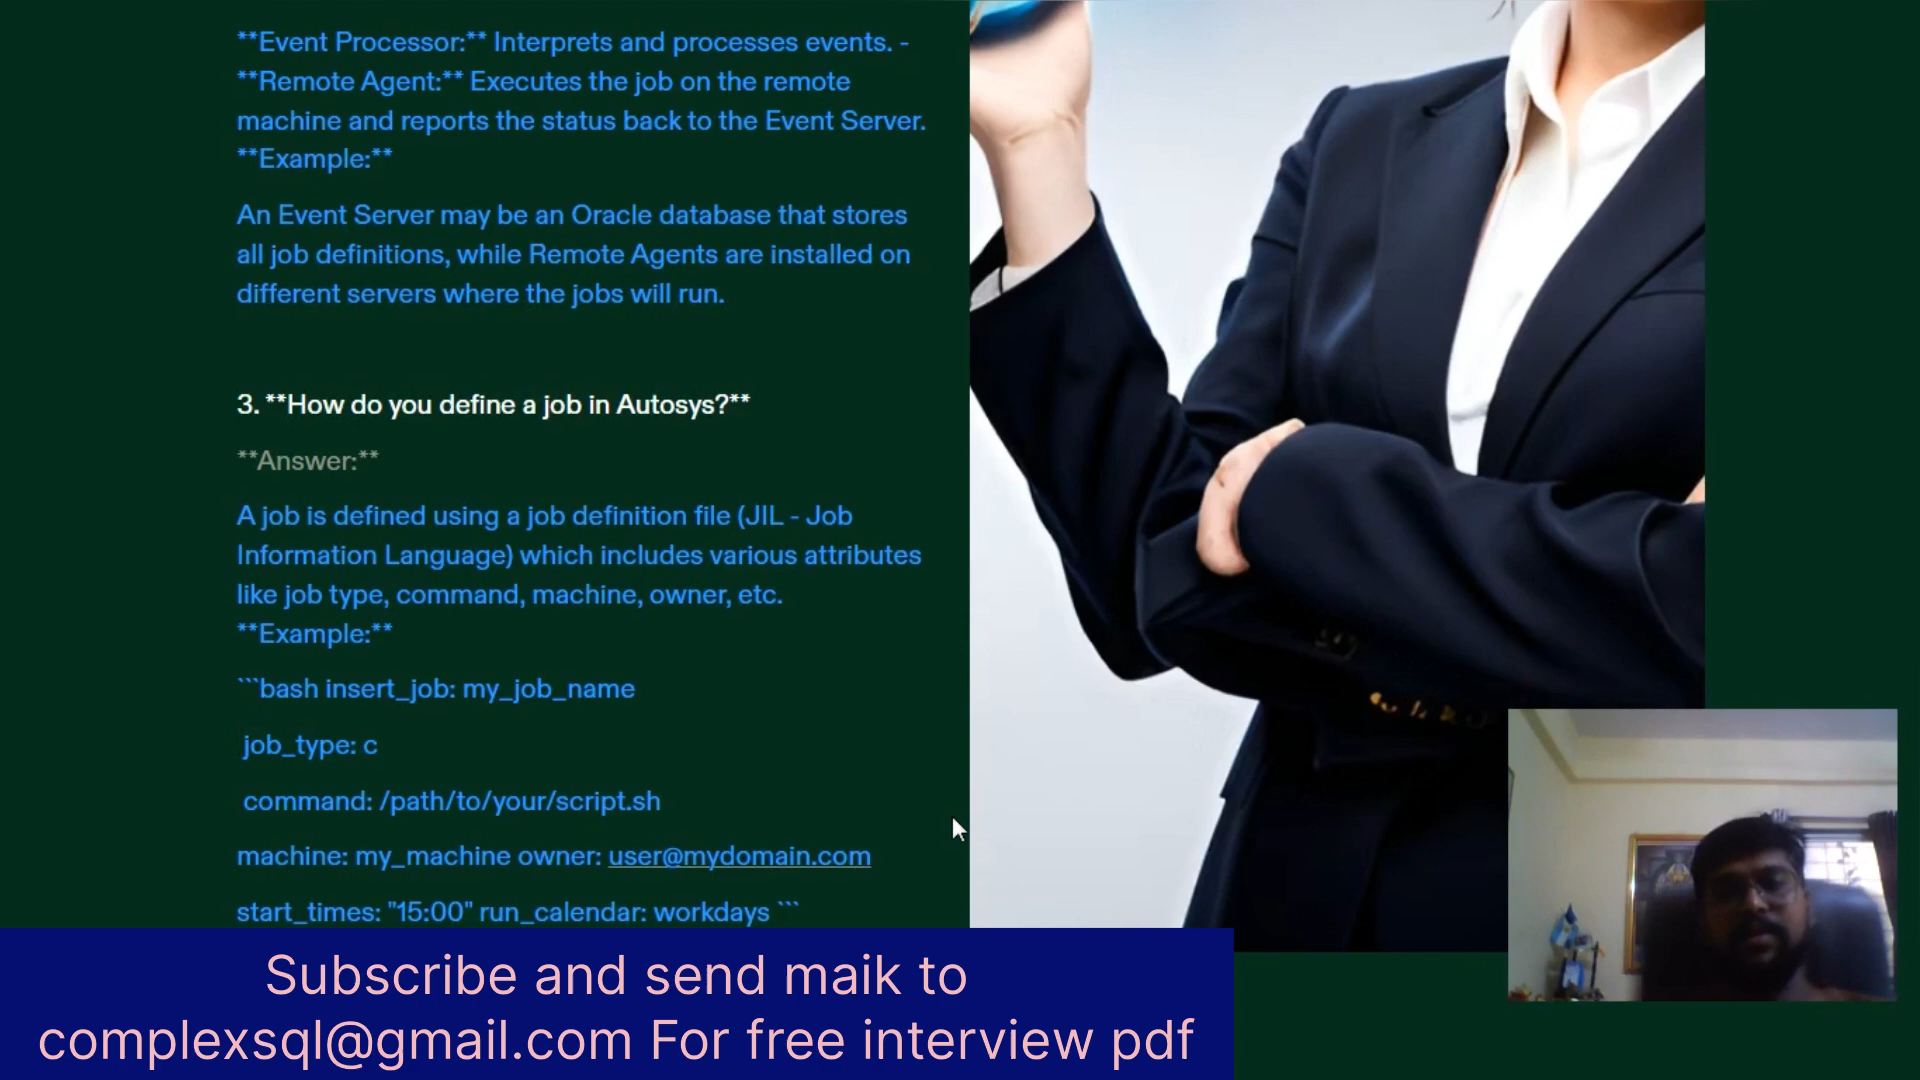 **Event Processor:** Interprets and processes events. -
**Remote Agent:** Executes the job on the remote
machine and reports the status back to the Event Server.
**Example:**
An Event Server may be an Oracle database that stores
all job definitions, while Remote Agents are installed on
different servers where the jobs will run.
3. **How do you define a job in Autosys?**
**Answer:**
A job is defined using a job definition file (JIL - Job
Information Language) which includes various attributes
like job type, command, machine, owner, etc.
**Example:**
```bash insert_job: my_job_name
job_type: c
command: /path/to/your/script.sh
machine: my_machine owner: user@mydomain.com
start_times: "15:00" run_calendar: workdays ```
Subscribe and send maik to
complexsql@gmail.com For free interview pdf